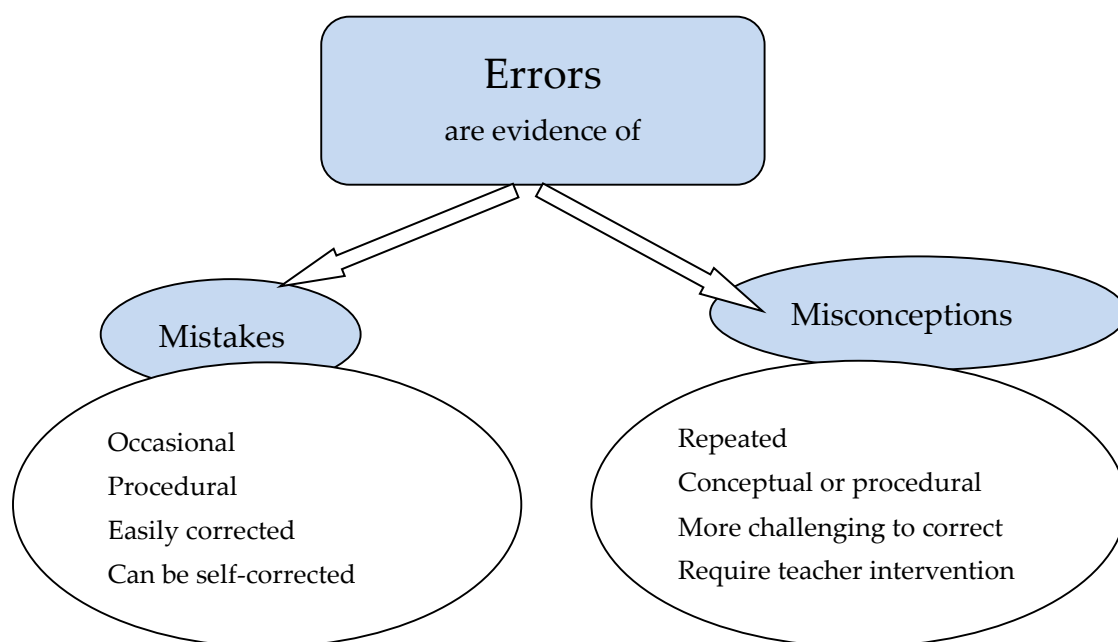 Errors
are evidence of
Mistakes
Occasional
Procedural
Easily corrected
Can be self-corrected
Misconceptions
Repeated
Conceptual or procedural
More challenging to correct
Require teacher intervention